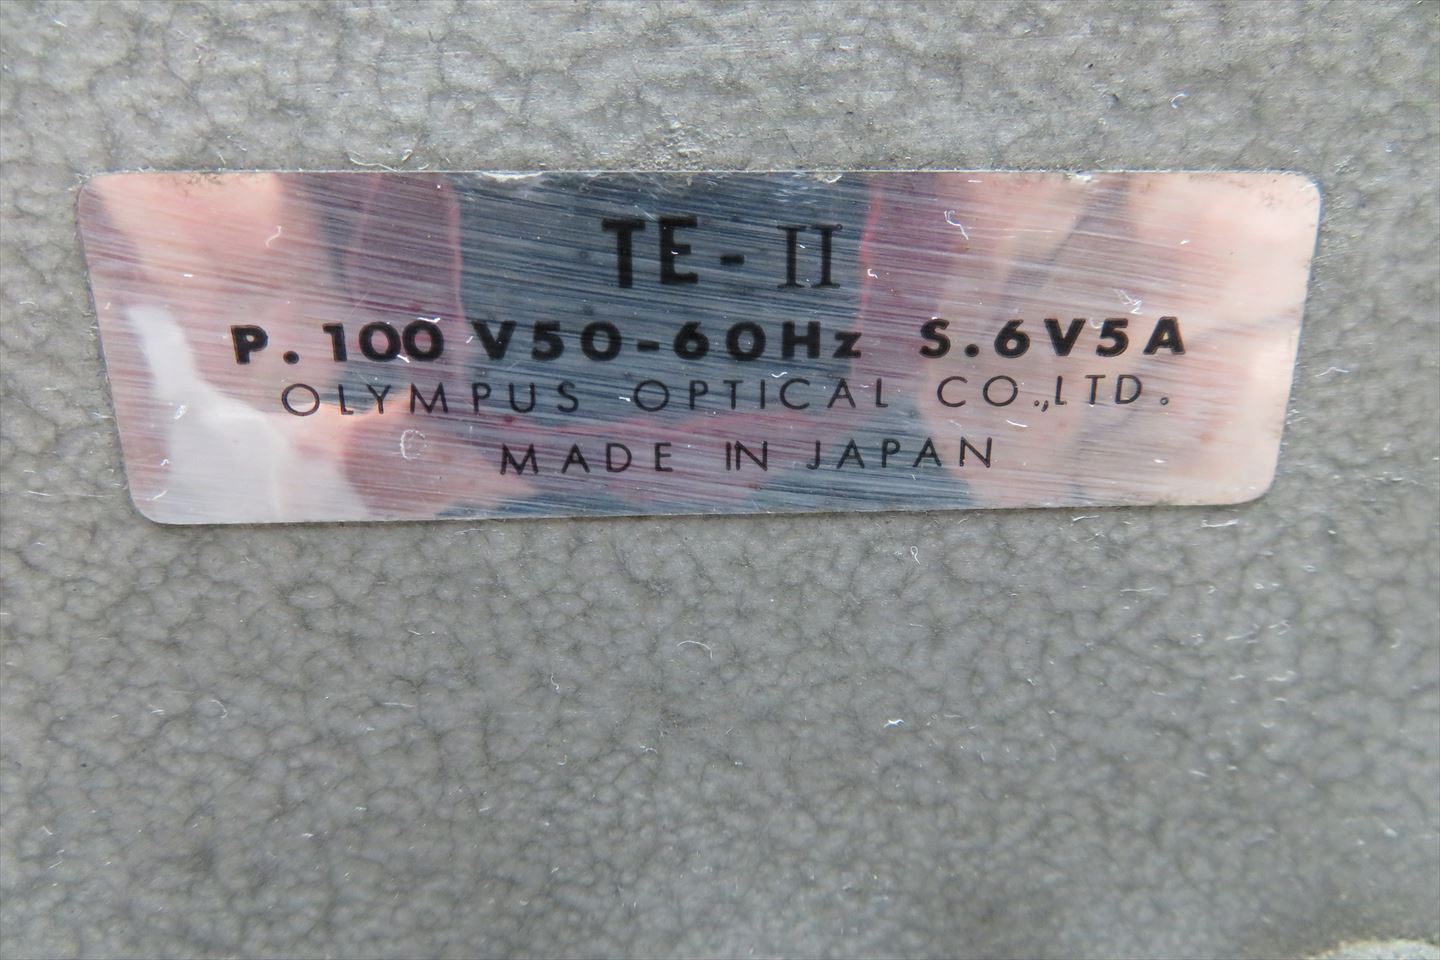 TE-II
P.100 V50-60Hz S.6V5A
OLYMPUS OPTICAL CO.,LTD.
MADE IN JAPAN